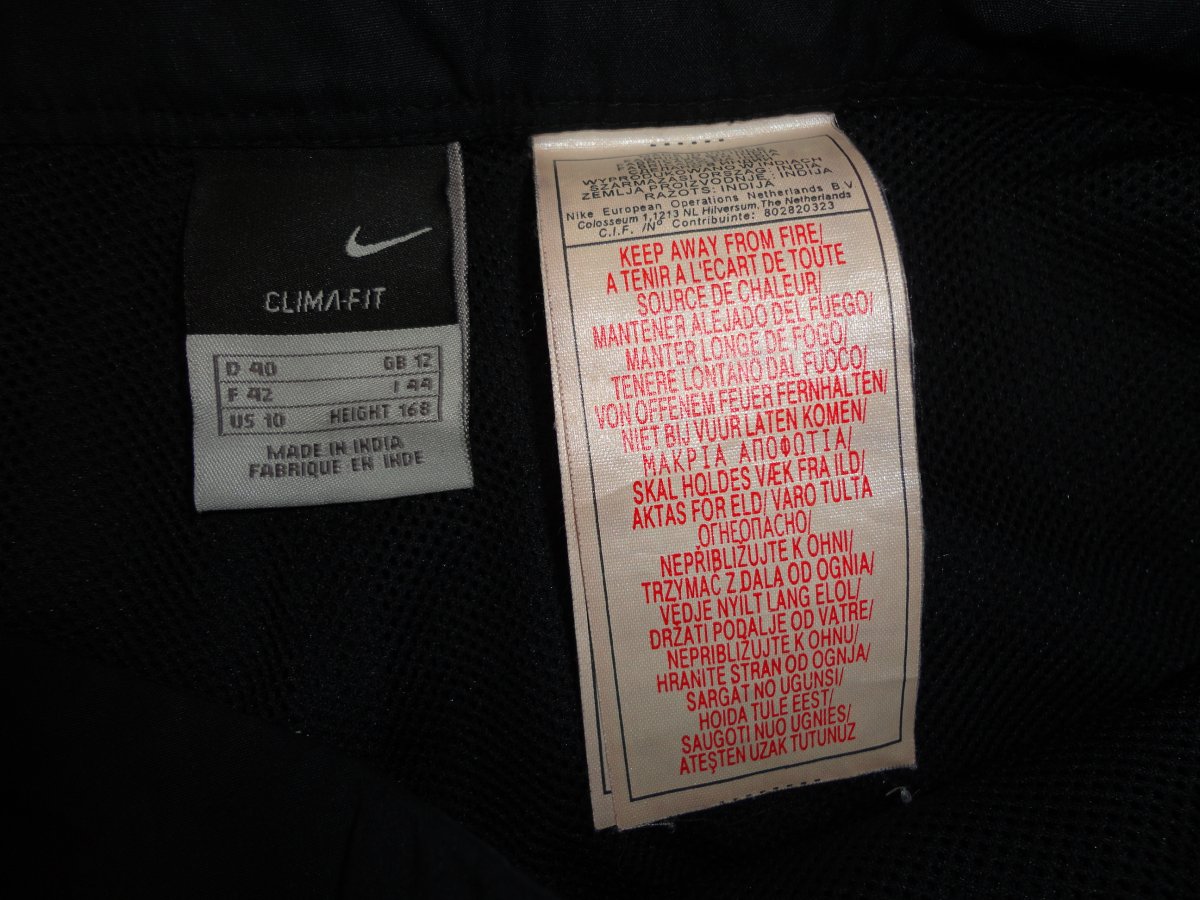 CLIMA-FIT
D 40 GB 12
F 42 I 44
US 10 HEIGHT 168
MADE IN INDIA
FABRIQUE EN INDE
WYPRODUKOWANO W INDIACH
SZARMAZASI ORSZAG: INDIA
ZEMLJA PROIZVODNJE: INDIJA
RAZOTS: INDIJA
Nike European Operations Netherlands B.V
Colosseum 1,1213 NL Hilversum,The Netherlands
C.I.F. /Nº Contribuinte: 802820323
KEEP AWAY FROM FIRE/
A TENIR A L'ECART DE TOUTE
SOURCE DE CHALEUR/
MANTENER ALEJADO DEL FUEGO/
MANTER LONGE DE FOGO/
TENERE LONTANO DAL FUOCO/
VON OFFENEM FEUER FERNHALTEN/
NIET BIJ VUUR LATEN KOMEN/
ΜΑΚΡΙΑ ΑΠΟΦΩΤΙΑ/
SKAL HOLDES VÆK FRA ILD/
AKTAS FOR ELD/ VARO TULTA
ОГНЕОПАСНО/
NEPŘIBLIŽUJTE K OHNI/
TRZYMAĆ Z DALA OD OGNIA/
VEDJE NYILT LANG ELOL/
DRŽATI PODALJE OD VATRE/
NEPRIBLIŽUJTE K OHNU/
HRANITE STRAN OD OGNJA/
SARGAT NO UGUNSI/
HOIDA TULE EEST/
SAUGOTI NUO UGNIES/
ATEŞTEN UZAK TUTUNUZ